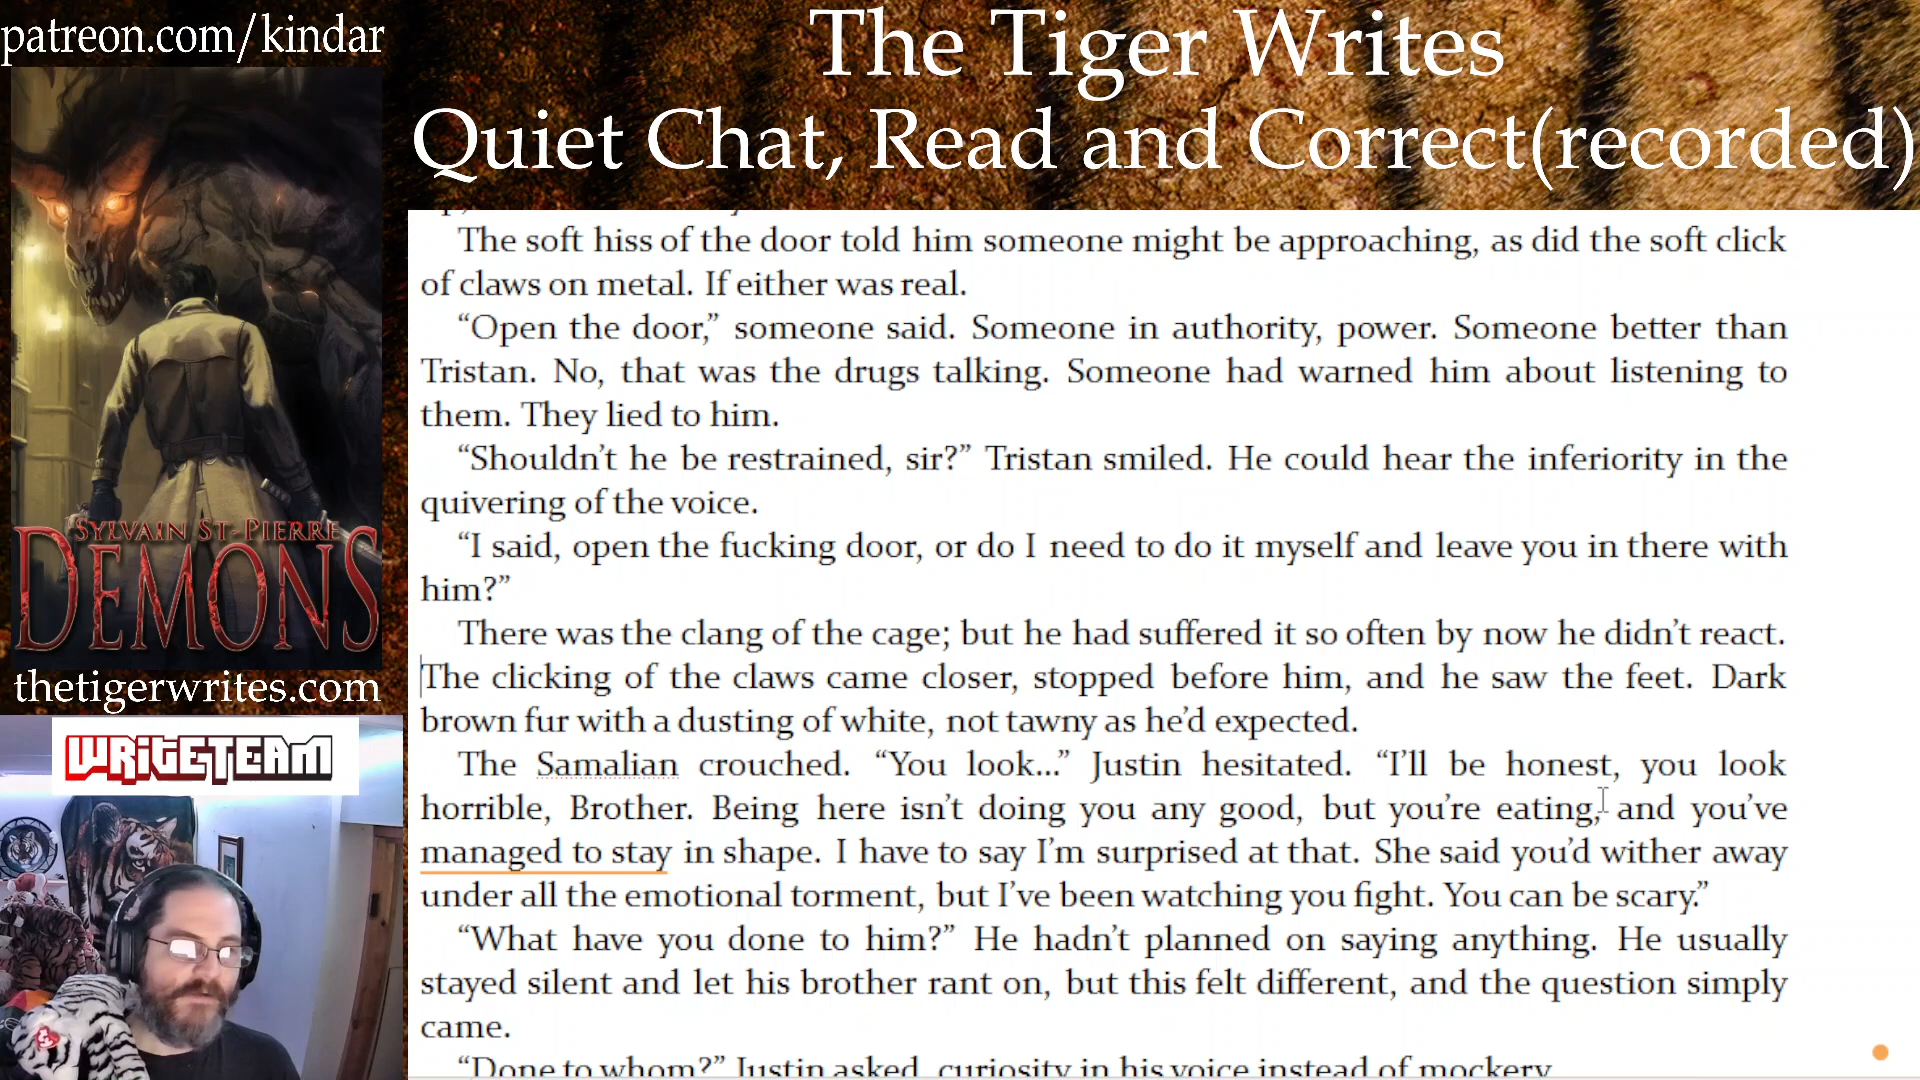 patreon.com/kindar
The Tiger Writes
Quiet Chat, Read and Correct(recorded)
SYLVAIN ST-PIERRE
DEMONS
thetigerwrites.com
WRITETEAM
The soft hiss of the door told him someone might be approaching, as did the soft click
of claws on metal. If either was real.
“Open the door,” someone said. Someone in authority, power. Someone better than
Tristan. No, that was the drugs talking. Someone had warned him about listening to
them. They lied to him.
“Shouldn’t he be restrained, sir?” Tristan smiled. He could hear the inferiority in the
quivering of the voice.
“I said, open the fucking door, or do I need to do it myself and leave you in there with
him?”
There was the clang of the cage; but he had suffered it so often by now he didn’t react.
The clicking of the claws came closer, stopped before him, and he saw the feet. Dark
brown fur with a dusting of white, not tawny as he’d expected.
The Samalian crouched. “You look...” Justin hesitated. “I’ll be honest, you look
horrible, Brother. Being here isn’t doing you any good, but you’re eating, and you’ve
managed to stay in shape. I have to say I’m surprised at that. She said you’d wither away
under all the emotional torment, but I’ve been watching you fight. You can be scary.”
“What have you done to him?” He hadn’t planned on saying anything. He usually
stayed silent and let his brother rant on, but this felt different, and the question simply
came.
“Done to whom?” Justin asked, curiosity in his voice instead of mockery.